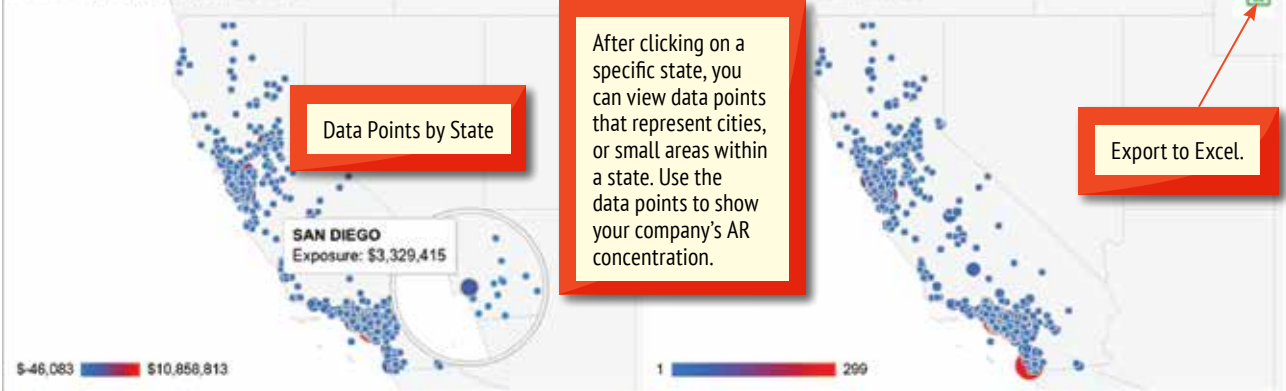 Data Points by State
SAN DIEGO
Exposure: $3,329,415
$-46,083
$10,858,813
After clicking on a
specific state, you
can view data points
that represent cities,
or small areas within
a state. Use the
data points to show
your company's AR
concentration.
Export to Excel.
1
299